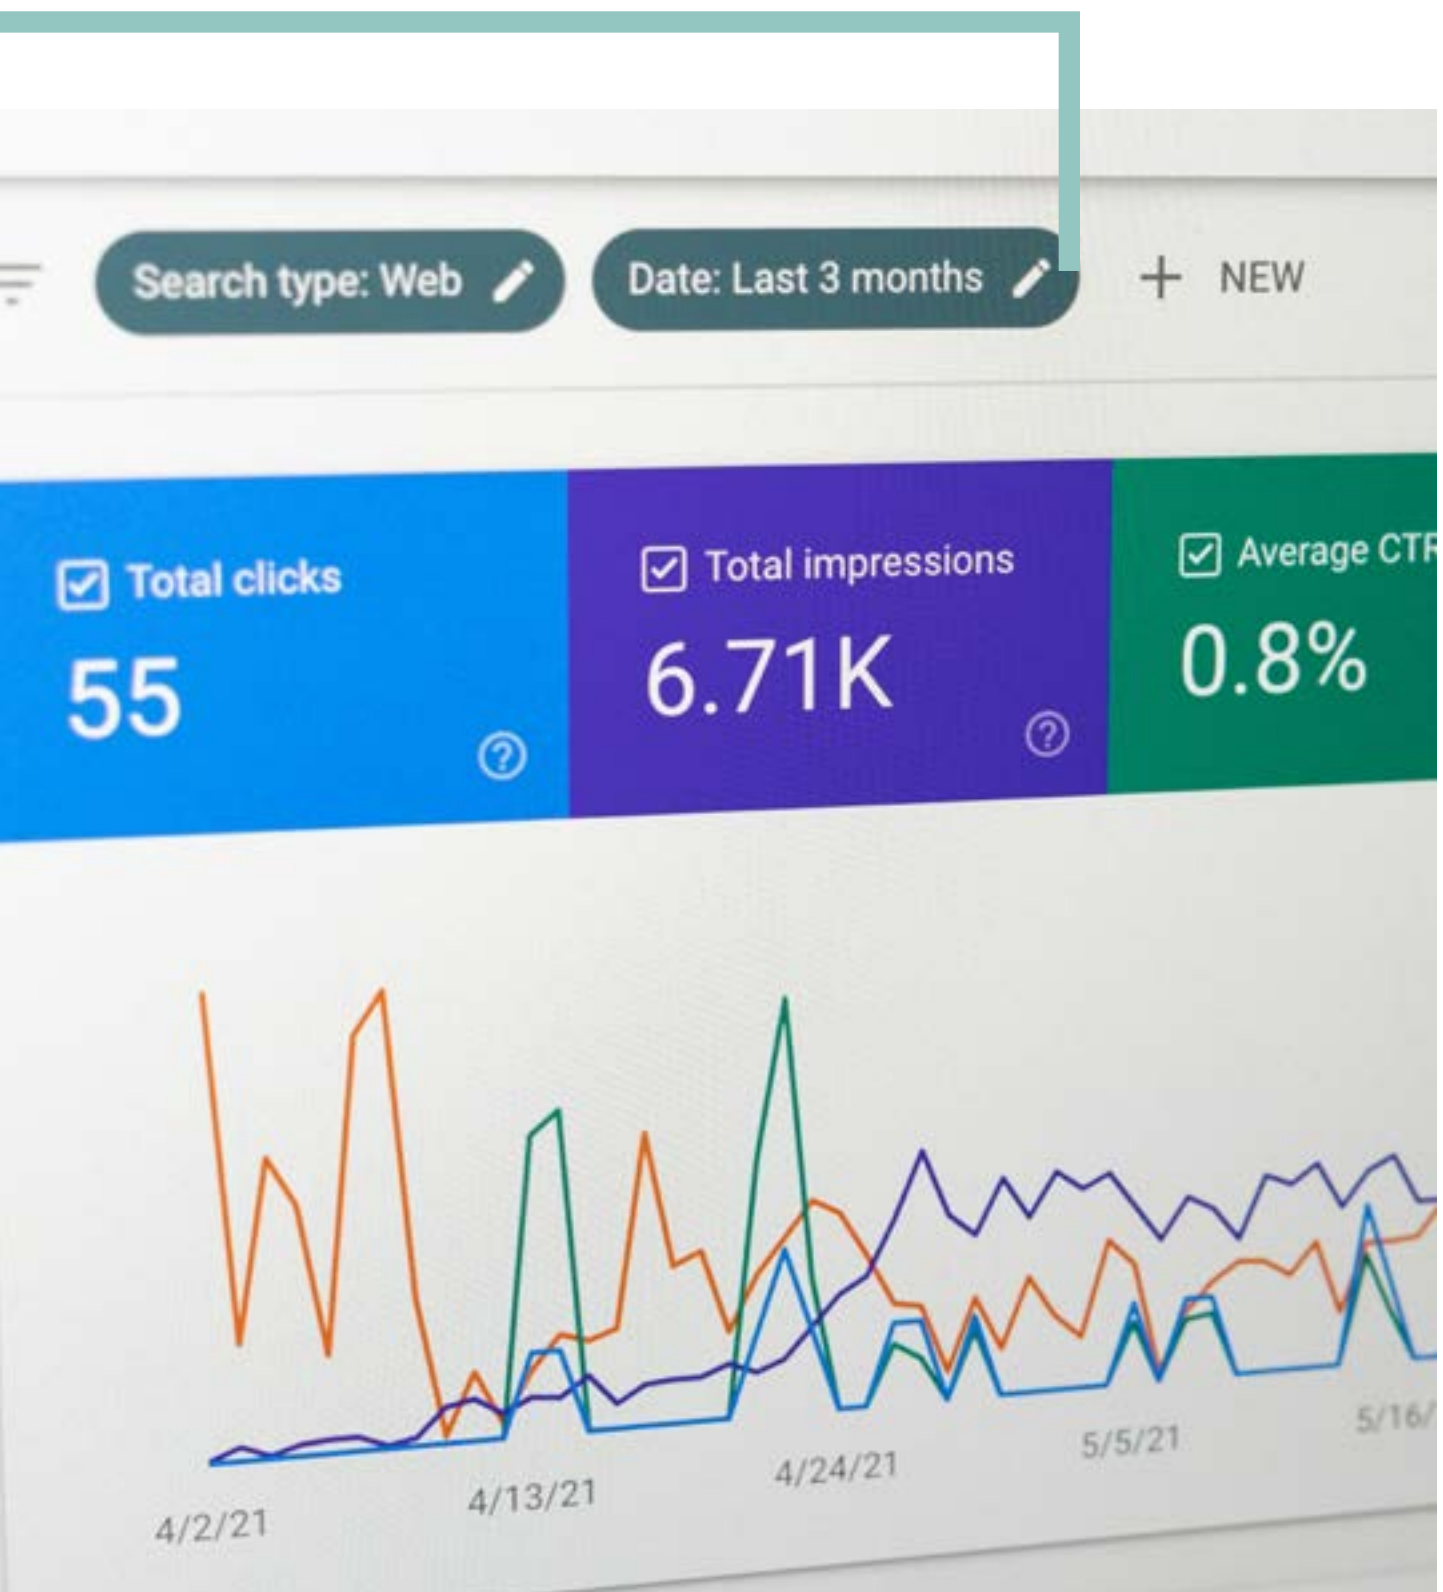 Search type: Web
Date: Last 3 months
+ NEW
Total clicks
55
Total impressions
6.71K
Average CTR
0.8%
4/2/21
4/13/21
4/24/21
5/5/21
5/16/